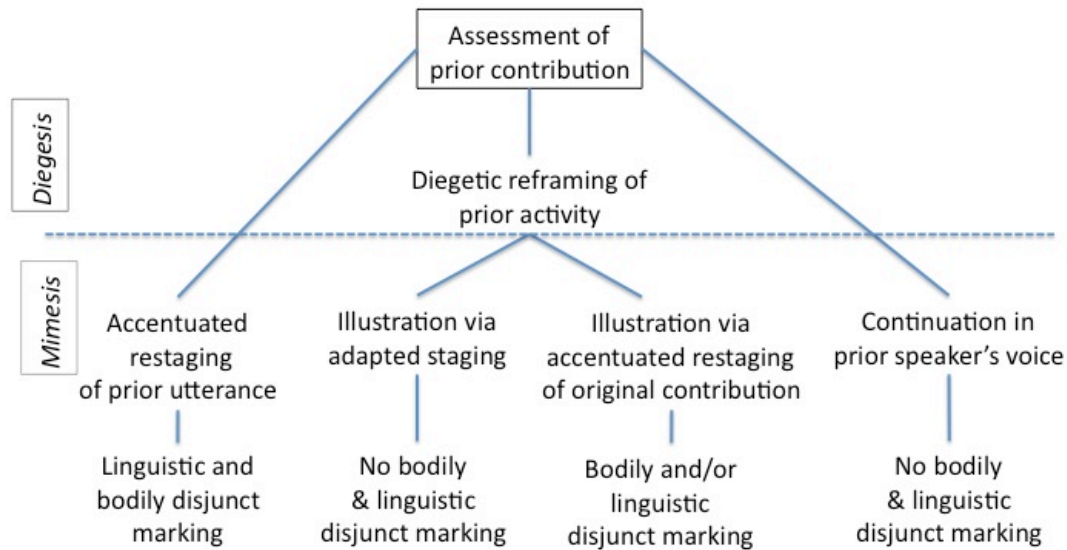 Assessment of
prior contribution
Diegesis
Diegetic reframing of
prior activity
Mimesis
Accentuated
restaging
of prior utterance
Illustration via
adapted staging
Illustration via
accentuated restaging
of original contribution
Continuation in
prior speaker's voice
Linguistic and
bodily disjunct
marking
No bodily
& linguistic
disjunct marking
Bodily and/or
linguistic
disjunct marking
No bodily
& linguistic
disjunct marking